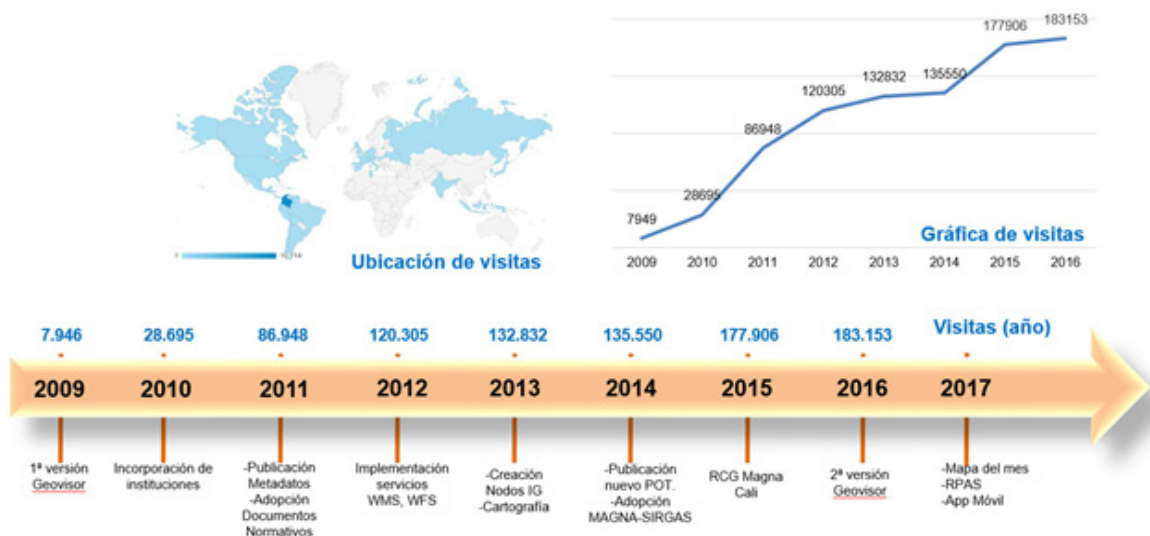 177906
183153
132832
135550
120305
86948
28695
7949
Gráfica de visitas
2009 2010 2011 2012 2013 2014 2015 2016
1
Ubicación de visitas
7.946 28.695 86.948 120.305 132.832 135.550 177.906 183.153 Visitas (año)
2009 2010 2011 2012 2013 2014 2015 2016 2017
1ª versión
Geovisor
Incorporación de
instituciones
-Publicación
Metadatos
-Adopción
Documentos
Normativos
Implementación
servicios
WMS, WFS
-Creación
Nodos IG
-Cartografía
-Publicación
nuevo POT.
-Adopción
MAGNA-SIRGAS
RCG Magna
Cali
2ª versión
Geovisor
-Mapa del mes
-RPAS
-App Móvil